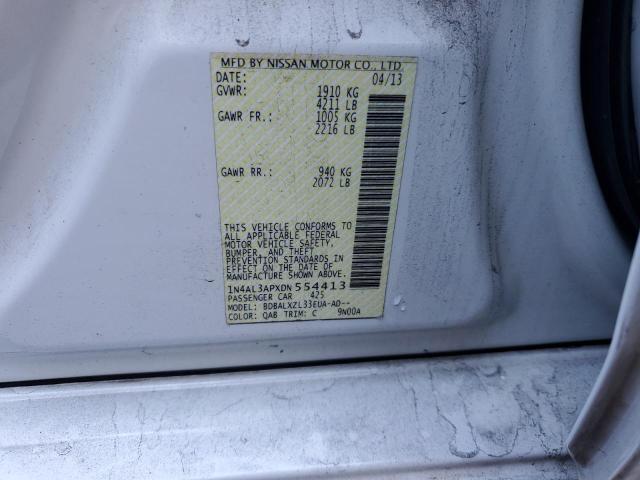 MFD BY NISSAN MOTOR CO., LTD.
DATE: 04/13
GVWR: 1910 KG
4211 LB
GAWR FR.: 1005 KG
2216 LB
GAWR RR.: 940 KG
2072 LB
THIS VEHICLE CONFORMS TO
ALL APPLICABLE FEDERAL
MOTOR VEHICLE SAFETY,
BUMPER, AND THEFT
PREVENTION STANDARDS IN
EFFECT ON THE DATE OF
MANUFACTURE SHOWN ABOVE.
1N4AL3APXDN 554413
PASSENGER CAR 425
MODEL: BDBALXZL33EUA-AD--
COLOR: QAB TRIM: C 9N00A